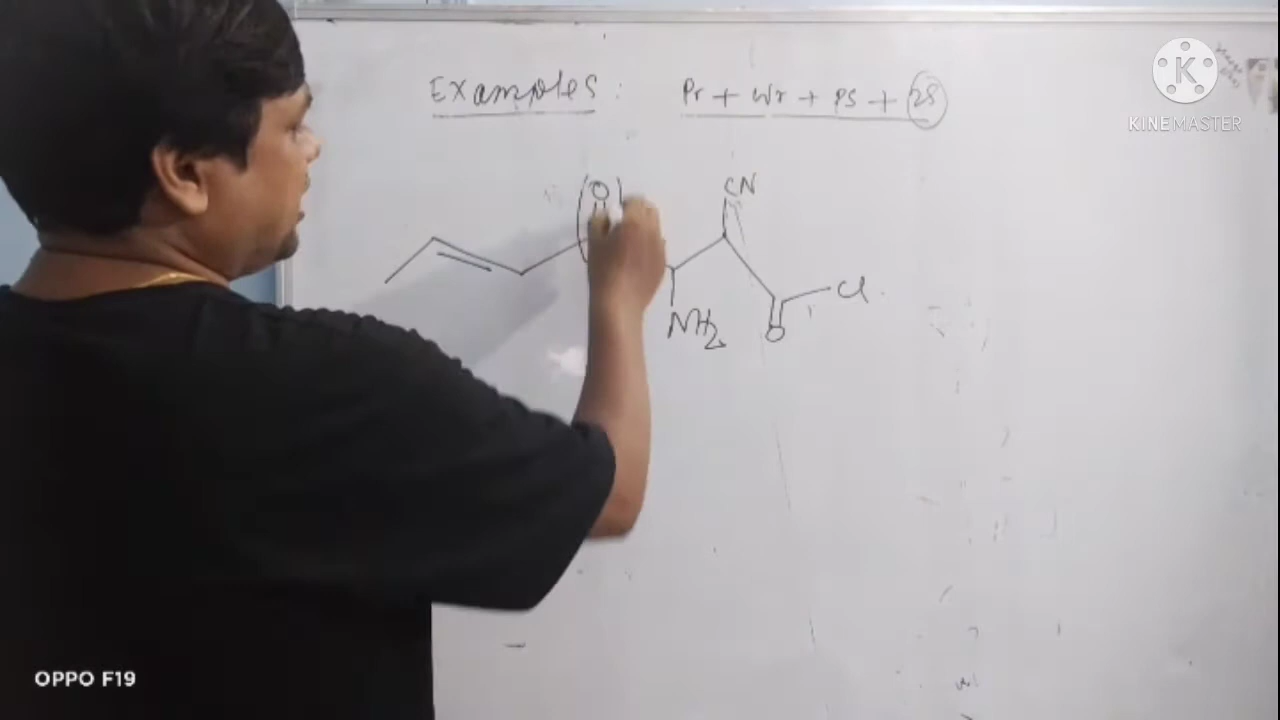 Examples : Pr + Wr + PS + 2S
KINEMASTER
O
CN
Cl
NH2
O
OPPO F19